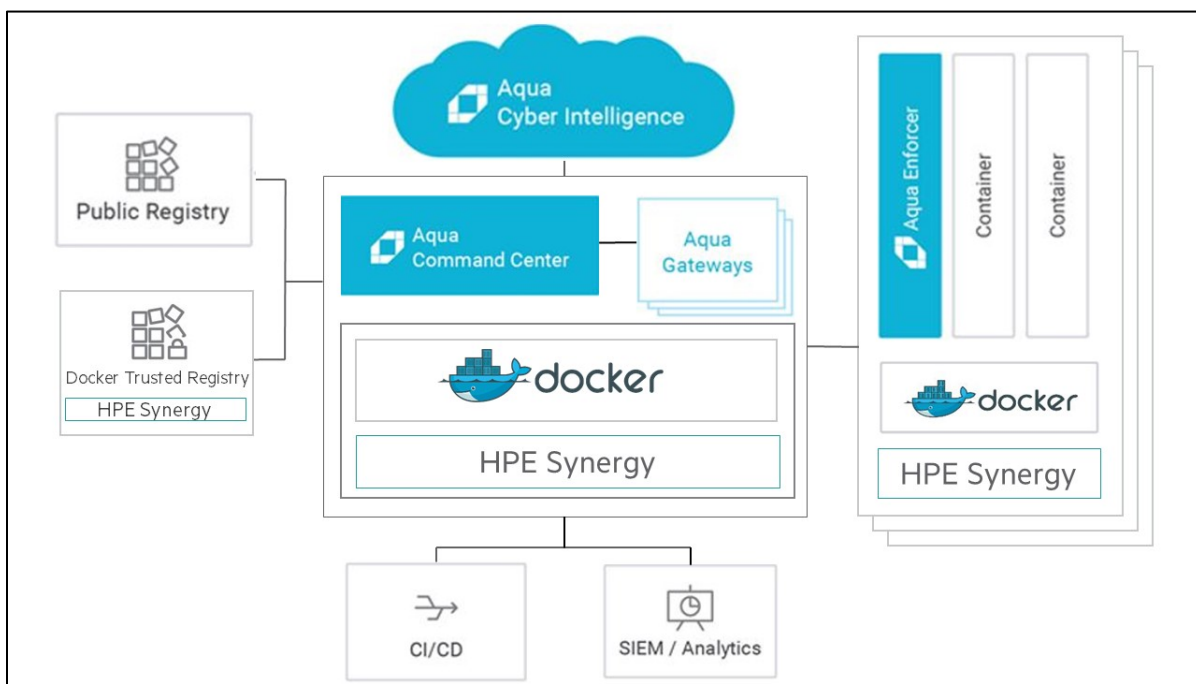 Aqua
Cyber Intelligence
Public Registry
Docker Trusted Registry
HPE Synergy
Aqua
Command Center
Aqua
Gateways
docker
HPE Synergy
Aqua Enforcer
Container
Container
docker
HPE Synergy
CI/CD
SIEM / Analytics